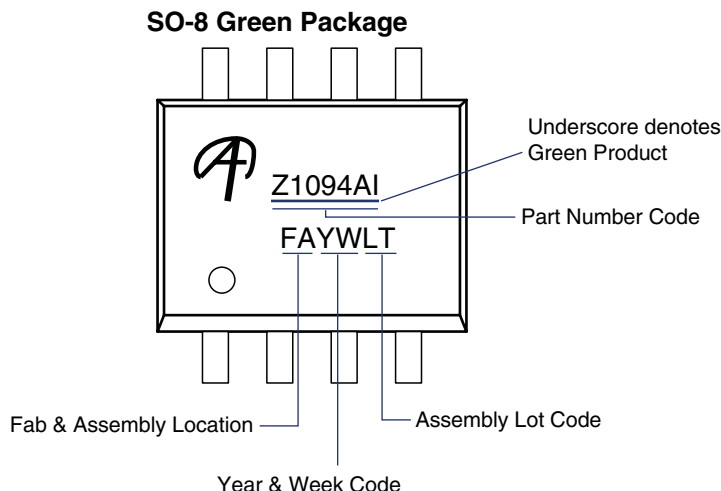 SO-8 Green Package
Underscore denotes
Green Product
Z1094AI
Part Number Code
FAYWLT
Fab & Assembly Location
Assembly Lot Code
Year & Week Code